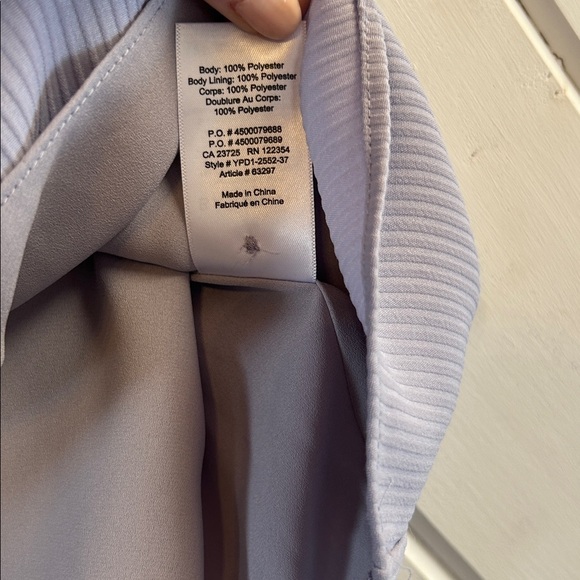 Body: 100% Polyester
Body Lining: 100% Polyester
Corps: 100% Polyester
Doublure Au Corps:
100% Polyester
P.O. # 4500079688
P.O. # 4500079689
CA 23725 RN 122354
Style # YPD1-2552-37
Article # 63297
Made in China
Fabriqué en Chine